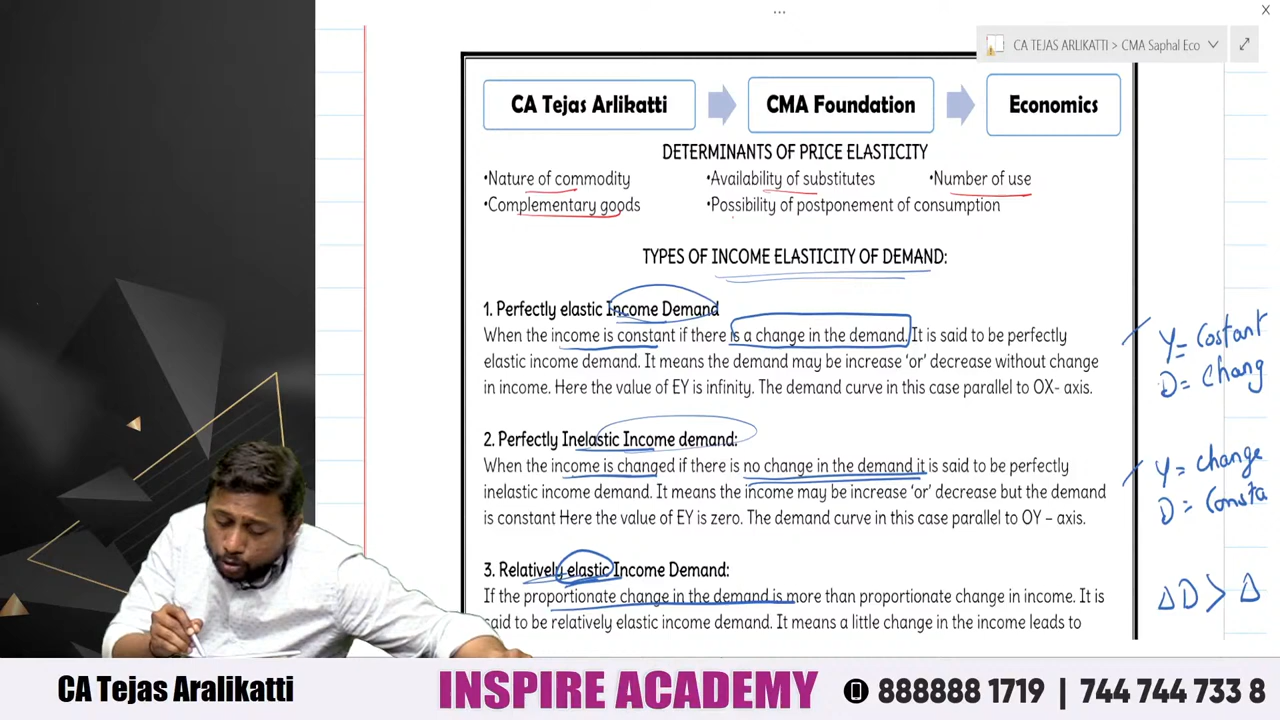 ...
X
CA TEJAS ARLIKATTI > CMA Saphal Eco
CA Tejas Arlikatti
CMA Foundation
Economics
DETERMINANTS OF PRICE ELASTICITY
•Nature of commodity •Availability of substitutes •Number of use
•Complementary goods •Possibility of postponement of consumption
TYPES OF INCOME ELASTICITY OF DEMAND:
1. Perfectly elastic Income Demand
When the income is constant if there is a change in the demand. It is said to be perfectly
elastic income demand. It means the demand may be increase ‘or’ decrease without change
in income. Here the value of EY is infinity. The demand curve in this case parallel to OX- axis.
Y= Costant
D= Chang
2. Perfectly Inelastic Income demand:
When the income is changed if there is no change in the demand it is said to be perfectly
inelastic income demand. It means the income may be increase ‘or’ decrease but the demand
is constant Here the value of EY is zero. The demand curve in this case parallel to OY – axis.
Y= change
D= Consta
3. Relatively elastic Income Demand:
If the proportionate change in the demand is more than proportionate change in income. It is
said to be relatively elastic income demand. It means a little change in the income leads to
ΔD > Δ
CA Tejas Aralikatti
INSPIRE ACADEMY
888888 1719 | 744 744 733 8